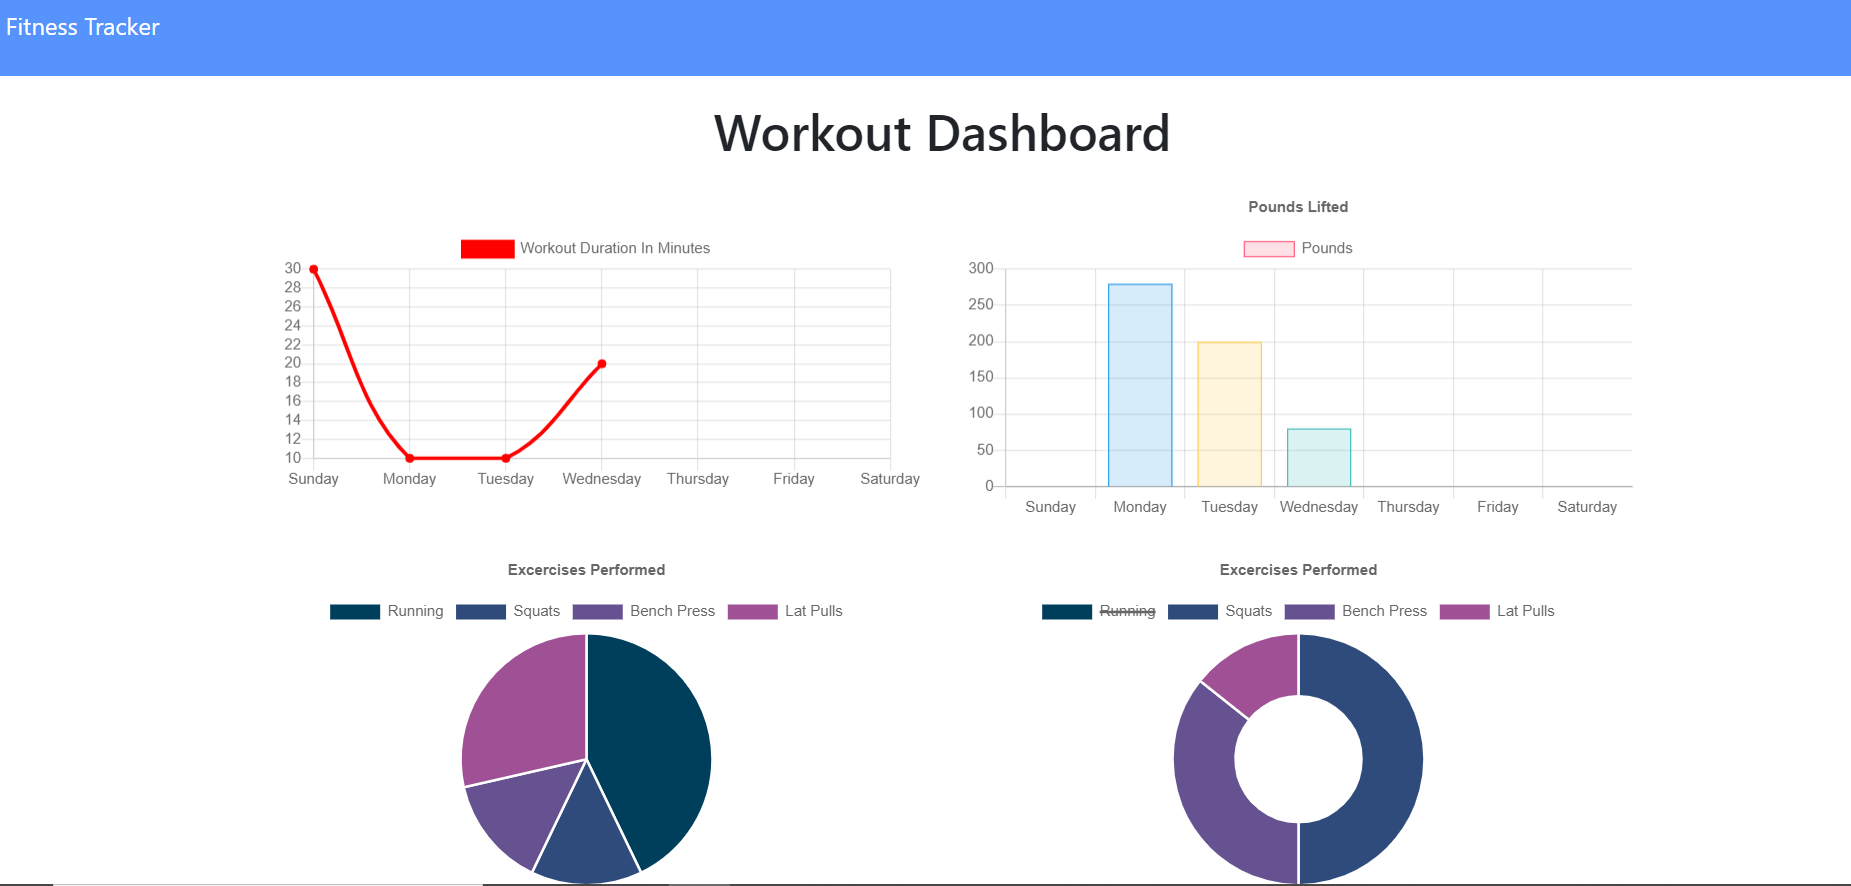 Fitness Tracker
Workout Dashboard
Workout Duration In Minutes
30
28
26
24
22
20
18
16
14
12
10
Sunday Monday Tuesday Wednesday Thursday Friday Saturday
Pounds Lifted
Pounds
300
250
200
150
100
50
0
Sunday Monday Tuesday Wednesday Thursday Friday Saturday
Excercises Performed
Running Squats Bench Press Lat Pulls
Excercises Performed
Running Squats Bench Press Lat Pulls